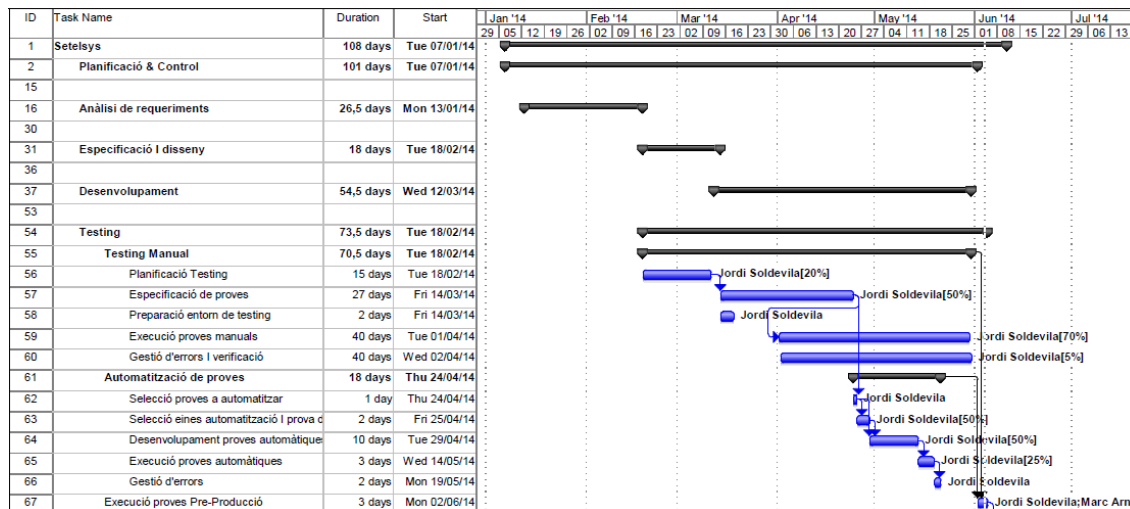 ID Task Name Duration Start Jan '14 Feb '14 Mar '14 Apr '14 May '14 Jun '14 Jul '14
29 05 12 19 26 02 09 16 23 02 09 16 23 30 06 13 20 27 04 11 18 25 01 08 15 22 29 06 13
1 Setelsys 108 days Tue 07/01/14
2 Planificació & Control 101 days Tue 07/01/14
15
16 Anàlisi de requeriments 26,5 days Mon 13/01/14
30
31 Especificació I disseny 18 days Tue 18/02/14
36
37 Desenvolupament 54,5 days Wed 12/03/14
53
54 Testing 73,5 days Tue 18/02/14
55 Testing Manual 70,5 days Tue 18/02/14
56 Planificació Testing 15 days Tue 18/02/14 Jordi Soldevila[20%]
57 Especificació de proves 27 days Fri 14/03/14 Jordi Soldevila[50%]
58 Preparació entorn de testing 2 days Fri 14/03/14 Jordi Soldevila
59 Execució proves manuals 40 days Tue 01/04/14 Jordi Soldevila[70%]
60 Gestió d'errors I verificació 40 days Wed 02/04/14 Jordi Soldevila[5%]
61 Automatització de proves 18 days Thu 24/04/14
62 Selecció proves a automatitzar 1 day Thu 24/04/14 Jordi Soldevila
63 Selecció eines automatització I prova d 2 days Fri 25/04/14 Jordi Soldevila[50%]
64 Desenvolupament proves automàtiques 10 days Tue 29/04/14 Jordi Soldevila[50%]
65 Execució proves automàtiques 3 days Wed 14/05/14 Jordi Soldevila[25%]
66 Gestió d'errors 2 days Mon 19/05/14 Jordi Soldevila
67 Execució proves Pre-Producció 3 days Mon 02/06/14 Jordi Soldevila;Marc Arn